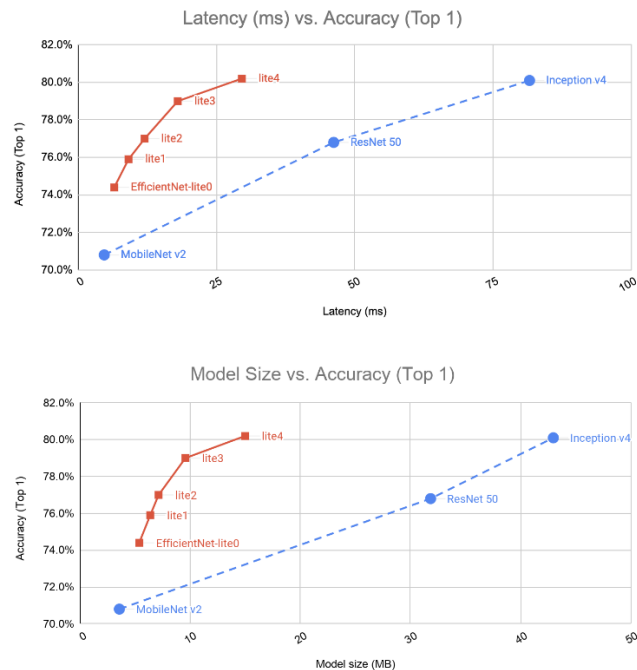 Latency (ms) vs. Accuracy (Top 1)
Accuracy (Top 1)
82.0%
80.0%
78.0%
76.0%
74.0%
72.0%
70.0%
lite4
lite3
lite2
lite1
EfficientNet-lite0
Inception v4
ResNet 50
MobileNet v2
0
25
50
75
100
Latency (ms)
Model Size vs. Accuracy (Top 1)
Accuracy (Top 1)
82.0%
80.0%
78.0%
76.0%
74.0%
72.0%
70.0%
lite4
lite3
lite2
lite1
EfficientNet-lite0
Inception v4
ResNet 50
MobileNet v2
0
10
20
30
40
50
Model size (MB)